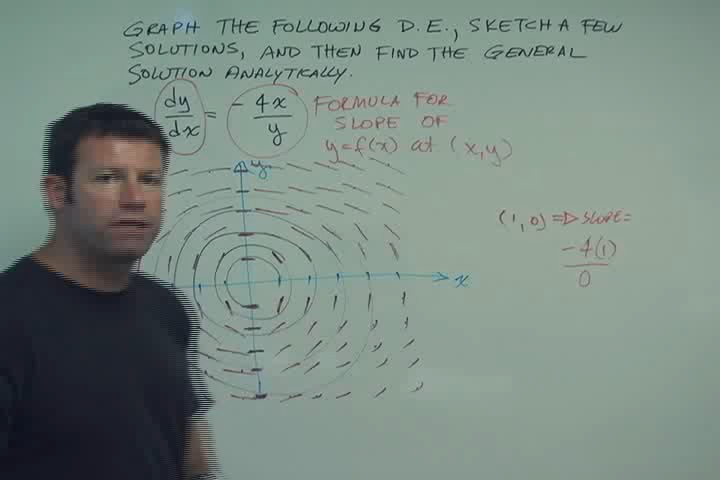 GRAPH THE FOLLOWING D.E., SKETCH A FEW
SOLUTIONS, AND THEN FIND THE GENERAL
SOLUTION ANALYTICALLY.
dy/dx = -4x/y
FORMULA FOR
SLOPE OF
y=f(x) at (x,y)
y
x
(1,0) ⇒ SLOPE =
-4(1)
0